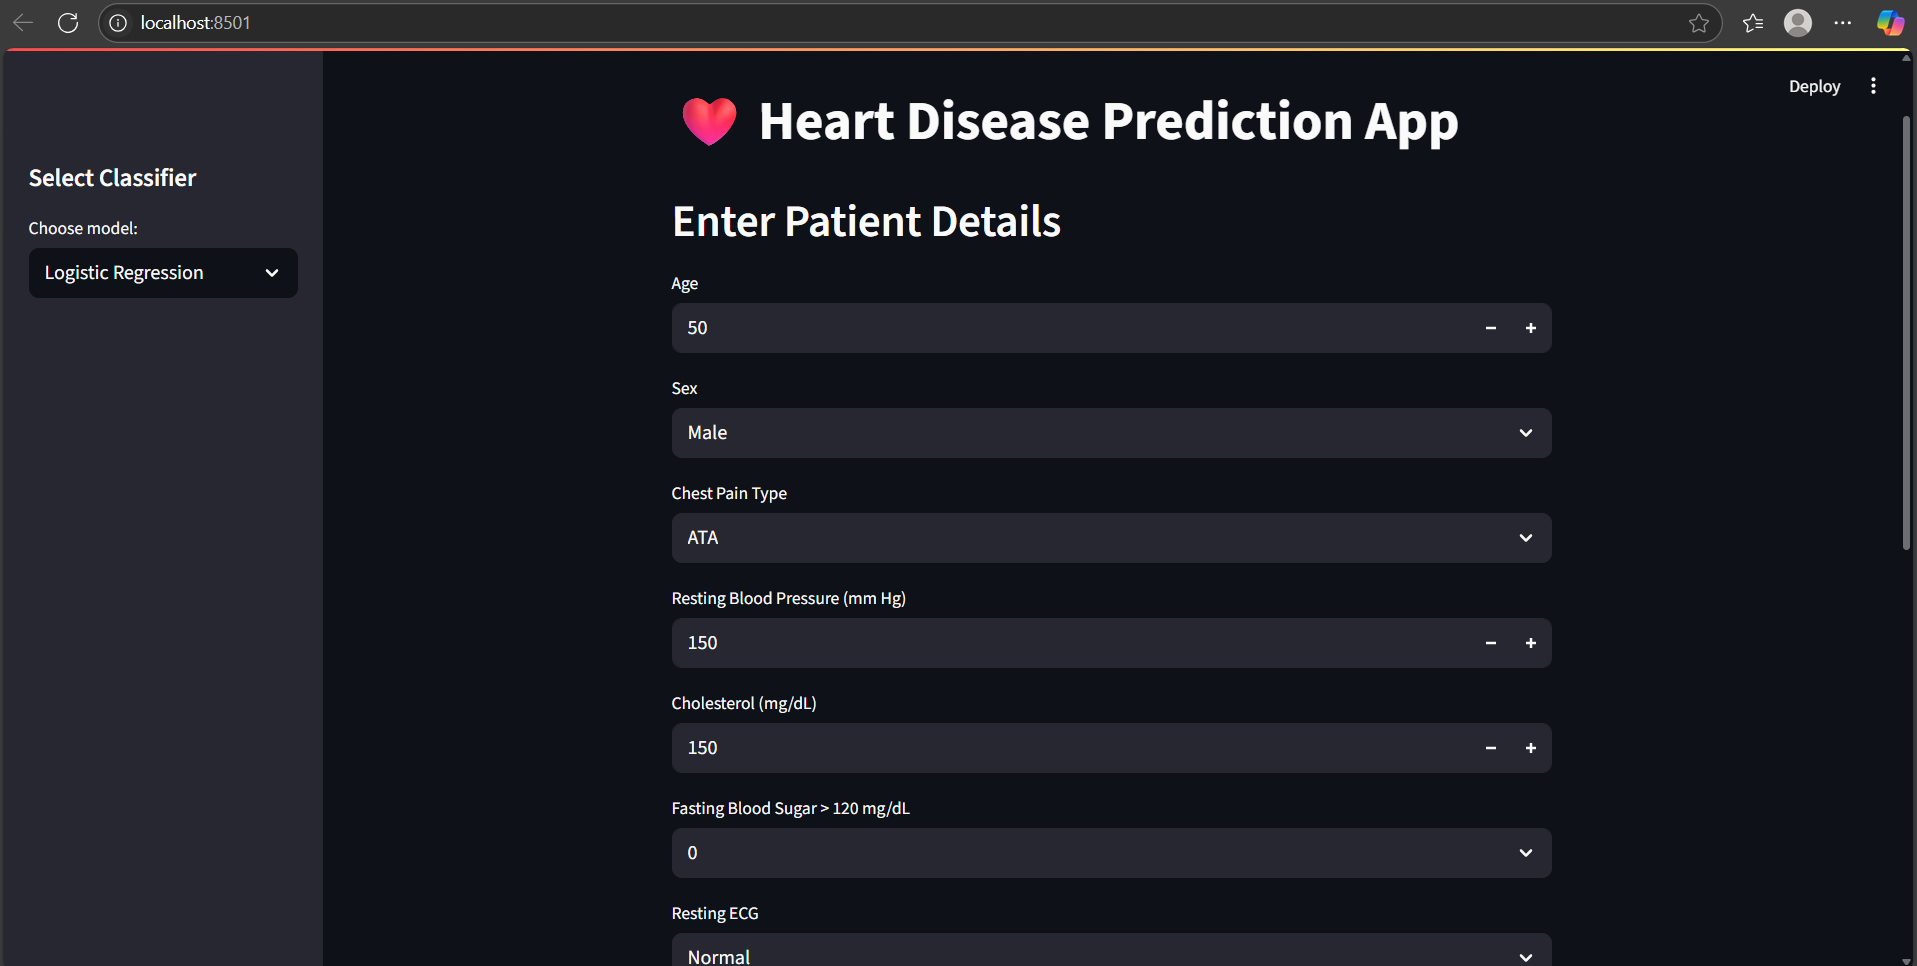 localhost:8501
Deploy
Select Classifier
Choose model:
Logistic Regression
Heart Disease Prediction App
Enter Patient Details
Age
50
Sex
Male
Chest Pain Type
ATA
Resting Blood Pressure (mm Hg)
150
Cholesterol (mg/dL)
150
Fasting Blood Sugar > 120 mg/dL
0
Resting ECG
Normal